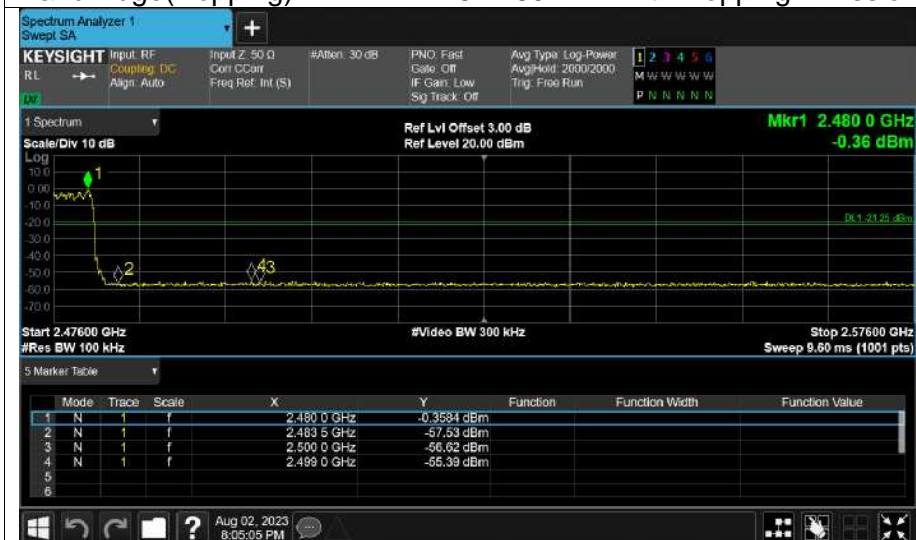 Spectrum Analyzer 1
Swept SA
+
KEYSIGHT Input: RF Input Z: 50 Ω #Atten: 30 dB PNO: Fast Avg Type: Log-Power 1 2 3 4 5 6
RL Coupling: DC Corr CCorr Gate: Off Avg|Hold: 2000/2000 M W W W W W
Align: Auto Freq Ref: Int (S) IF Gain: Low Trig: Free Run
Sig Track: Off P N N N N N
1 Spectrum
Ref Lvl Offset 3.00 dB Mkr1 2.480 0 GHz
Scale/Div 10 dB Ref Level 20.00 dBm -0.36 dBm
Log
10.0 1
0.00
-10.0
-20.0 DL1 -21.25 dBm
-30.0
-40.0
-50.0 2 43
-60.0
-70.0
Start 2.47600 GHz #Video BW 300 kHz Stop 2.57600 GHz
#Res BW 100 kHz Sweep 9.60 ms (1001 pts)
5 Marker Table
Mode Trace Scale X Y Function Function Width Function Value
1 N 1 f 2.480 0 GHz -0.3584 dBm
2 N 1 f 2.483 5 GHz -57.53 dBm
3 N 1 f 2.500 0 GHz -56.62 dBm
4 N 1 f 2.499 0 GHz -55.39 dBm
5
6
? Aug 02, 2023
8:05:05 PM